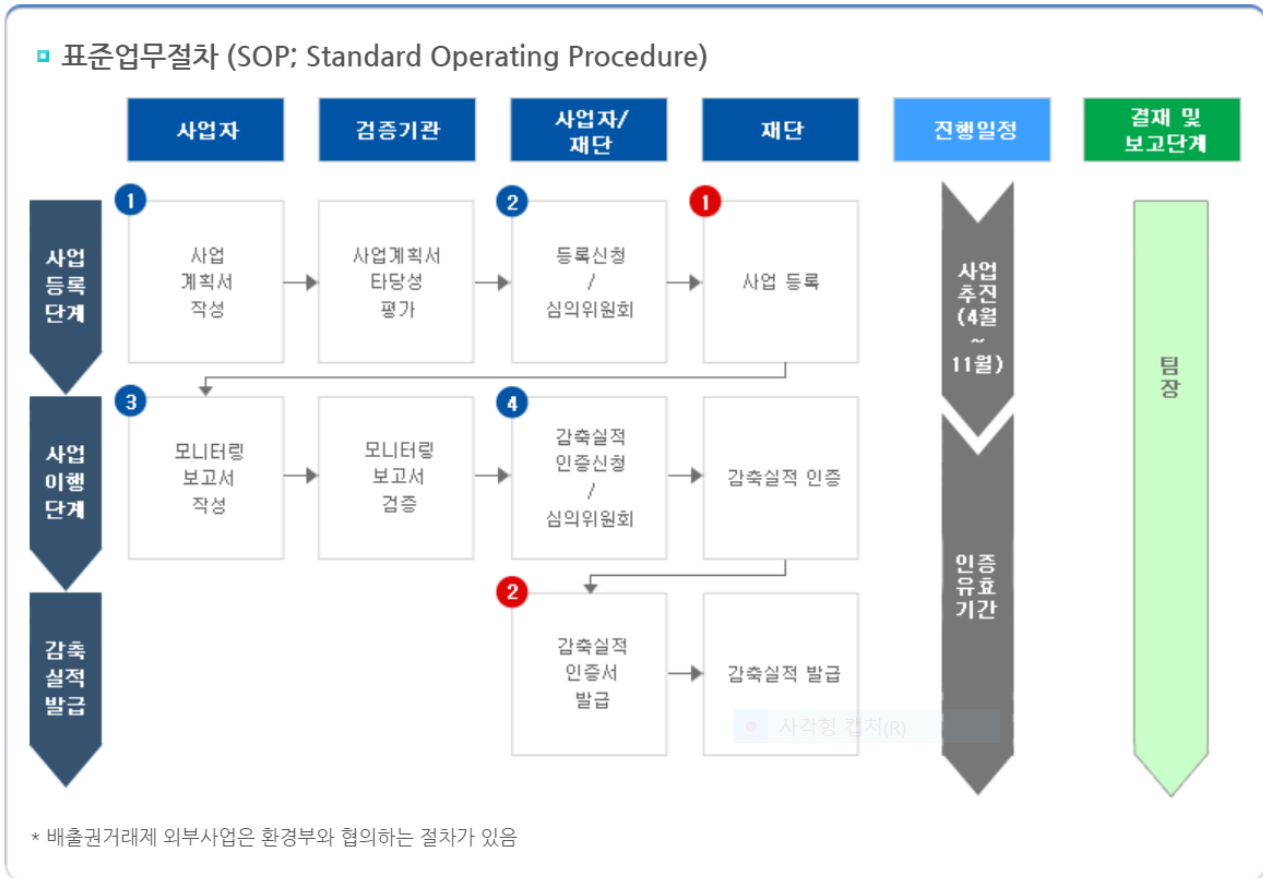 표준업무절차 (SOP; Standard Operating Procedure)
사업자
검증기관
사업자/
재단
재단
진행일정
결재 및
보고단계
사업
등록
단계
1
사업
계획서
작성
사업계획서
타당성
평가
2
등록신청
/
심의위원회
1
사업 등록
사업
추진
(4월
~
11월)
팀
장
사업
이행
단계
3
모니터링
보고서
작성
모니터링
보고서
검증
4
감축실적
인증신청
/
심의위원회
감축실적 인증
인증
유효
기간
감축
실적
발급
2
감축실적
인증서
발급
감축실적 발급
사각형 캡처(R)
* 배출권거래제 외부사업은 환경부와 협의하는 절차가 있음